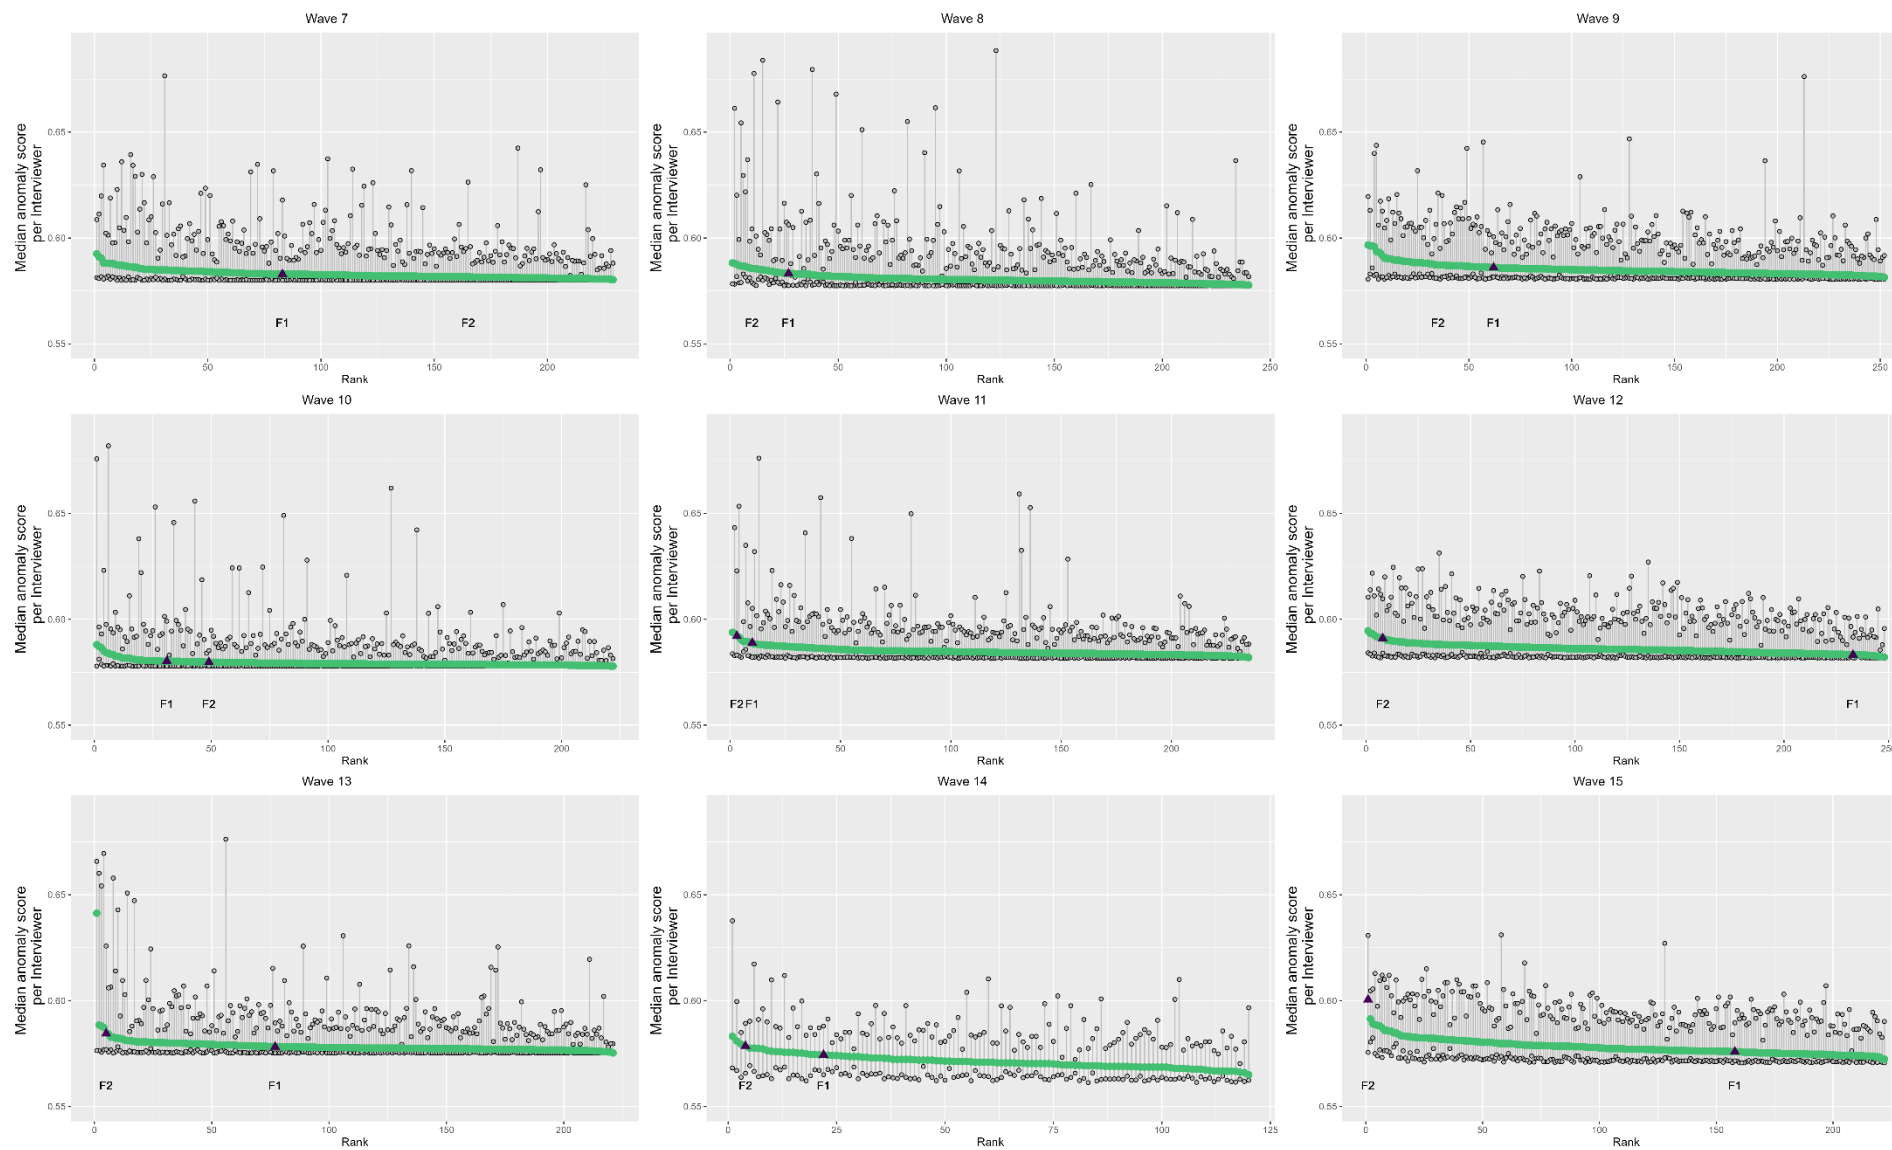 Wave 7
Median anomaly score
per Interviewer
0.65
0.60
0.55
F1
F2
0
50
100
150
200
Rank
Wave 8
Median anomaly score
per Interviewer
0.65
0.60
0.55
F2
F1
0
50
100
150
200
250
Rank
Wave 9
Median anomaly score
per Interviewer
0.65
0.60
0.55
F2
F1
0
50
100
150
200
250
Rank
Wave 10
Median anomaly score
per Interviewer
0.65
0.60
0.55
F1
F2
0
50
100
150
200
Rank
Wave 11
Median anomaly score
per Interviewer
0.65
0.60
0.55
F2
F1
0
50
100
150
200
Rank
Wave 12
Median anomaly score
per Interviewer
0.65
0.60
0.55
F2
F1
0
50
100
150
200
Rank
Wave 13
Median anomaly score
per Interviewer
0.65
0.60
0.55
F2
F1
0
50
100
150
200
Rank
Wave 14
Median anomaly score
per Interviewer
0.65
0.60
0.55
F2
F1
0
25
50
75
100
125
Rank
Wave 15
Median anomaly score
per Interviewer
0.65
0.60
0.55
F2
F1
0
50
100
150
200
Rank